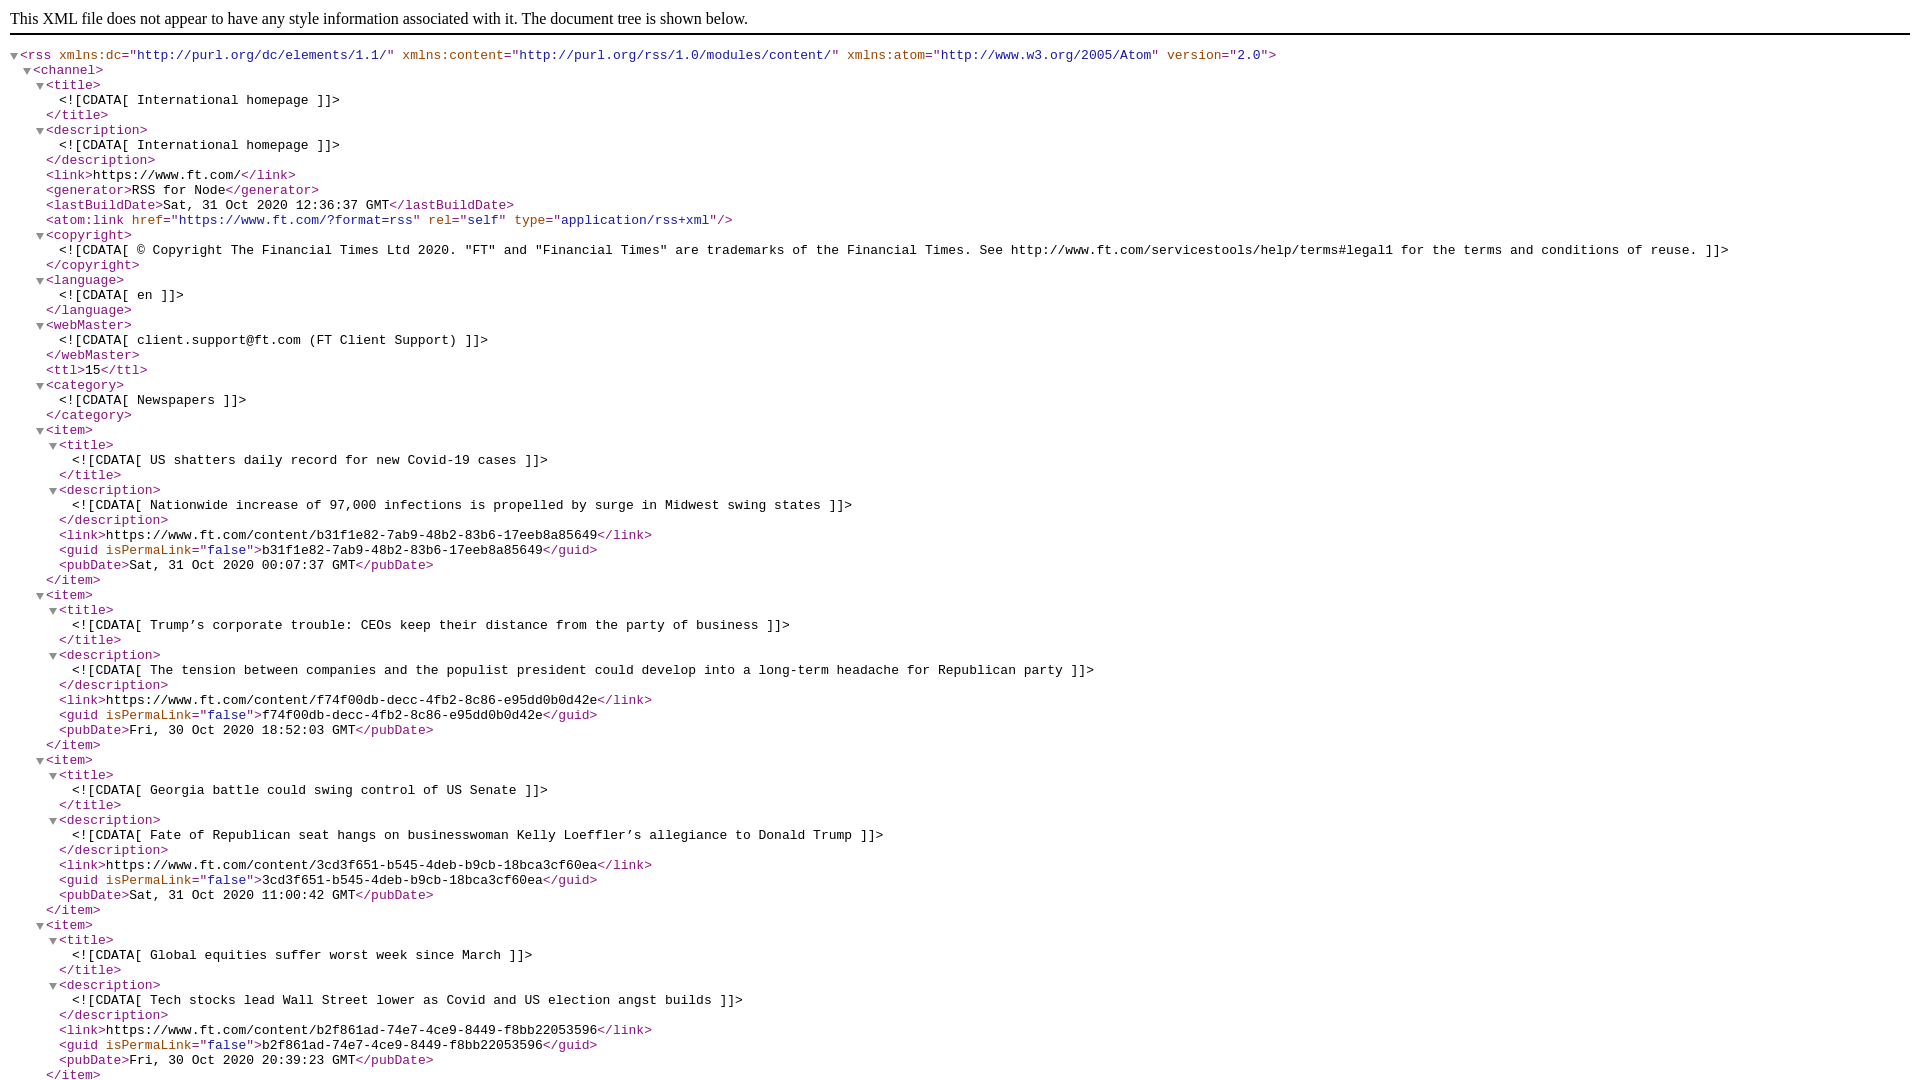 This XML file does not appear to have any style information associated with it. The document tree is shown below.
<rss xmlns:dc="http://purl.org/dc/elements/1.1/" xmlns:content="http://purl.org/rss/1.0/modules/content/" xmlns:atom="http://www.w3.org/2005/Atom" version="2.0">
<channel>
<title>
<![CDATA[ International homepage ]]>
</title>
<description>
<![CDATA[ International homepage ]]>
</description>
<link>https://www.ft.com/</link>
<generator>RSS for Node</generator>
<lastBuildDate>Sat, 31 Oct 2020 12:36:37 GMT</lastBuildDate>
<atom:link href="https://www.ft.com/?format=rss" rel="self" type="application/rss+xml"/>
<copyright>
<![CDATA[ © Copyright The Financial Times Ltd 2020. "FT" and "Financial Times" are trademarks of the Financial Times. See http://www.ft.com/servicestools/help/terms#legal1 for the terms and conditions of reuse. ]]>
</copyright>
<language>
<![CDATA[ en ]]>
</language>
<webMaster>
<![CDATA[ client.support@ft.com (FT Client Support) ]]>
</webMaster>
<ttl>15</ttl>
<category>
<![CDATA[ Newspapers ]]>
</category>
<item>
<title>
<![CDATA[ US shatters daily record for new Covid-19 cases ]]>
</title>
<description>
<![CDATA[ Nationwide increase of 97,000 infections is propelled by surge in Midwest swing states ]]>
</description>
<link>https://www.ft.com/content/b31f1e82-7ab9-48b2-83b6-17eeb8a85649</link>
<guid isPermaLink="false">b31f1e82-7ab9-48b2-83b6-17eeb8a85649</guid>
<pubDate>Sat, 31 Oct 2020 00:07:37 GMT</pubDate>
</item>
<item>
<title>
<![CDATA[ Trump’s corporate trouble: CEOs keep their distance from the party of business ]]>
</title>
<description>
<![CDATA[ The tension between companies and the populist president could develop into a long-term headache for Republican party ]]>
</description>
<link>https://www.ft.com/content/f74f00db-decc-4fb2-8c86-e95dd0b0d42e</link>
<guid isPermaLink="false">f74f00db-decc-4fb2-8c86-e95dd0b0d42e</guid>
<pubDate>Fri, 30 Oct 2020 18:52:03 GMT</pubDate>
</item>
<item>
<title>
<![CDATA[ Georgia battle could swing control of US Senate ]]>
</title>
<description>
<![CDATA[ Fate of Republican seat hangs on businesswoman Kelly Loeffler’s allegiance to Donald Trump ]]>
</description>
<link>https://www.ft.com/content/3cd3f651-b545-4deb-b9cb-18bca3cf60ea</link>
<guid isPermaLink="false">3cd3f651-b545-4deb-b9cb-18bca3cf60ea</guid>
<pubDate>Sat, 31 Oct 2020 11:00:42 GMT</pubDate>
</item>
<item>
<title>
<![CDATA[ Global equities suffer worst week since March ]]>
</title>
<description>
<![CDATA[ Tech stocks lead Wall Street lower as Covid and US election angst builds ]]>
</description>
<link>https://www.ft.com/content/b2f861ad-74e7-4ce9-8449-f8bb22053596</link>
<guid isPermaLink="false">b2f861ad-74e7-4ce9-8449-f8bb22053596</guid>
<pubDate>Fri, 30 Oct 2020 20:39:23 GMT</pubDate>
</item>